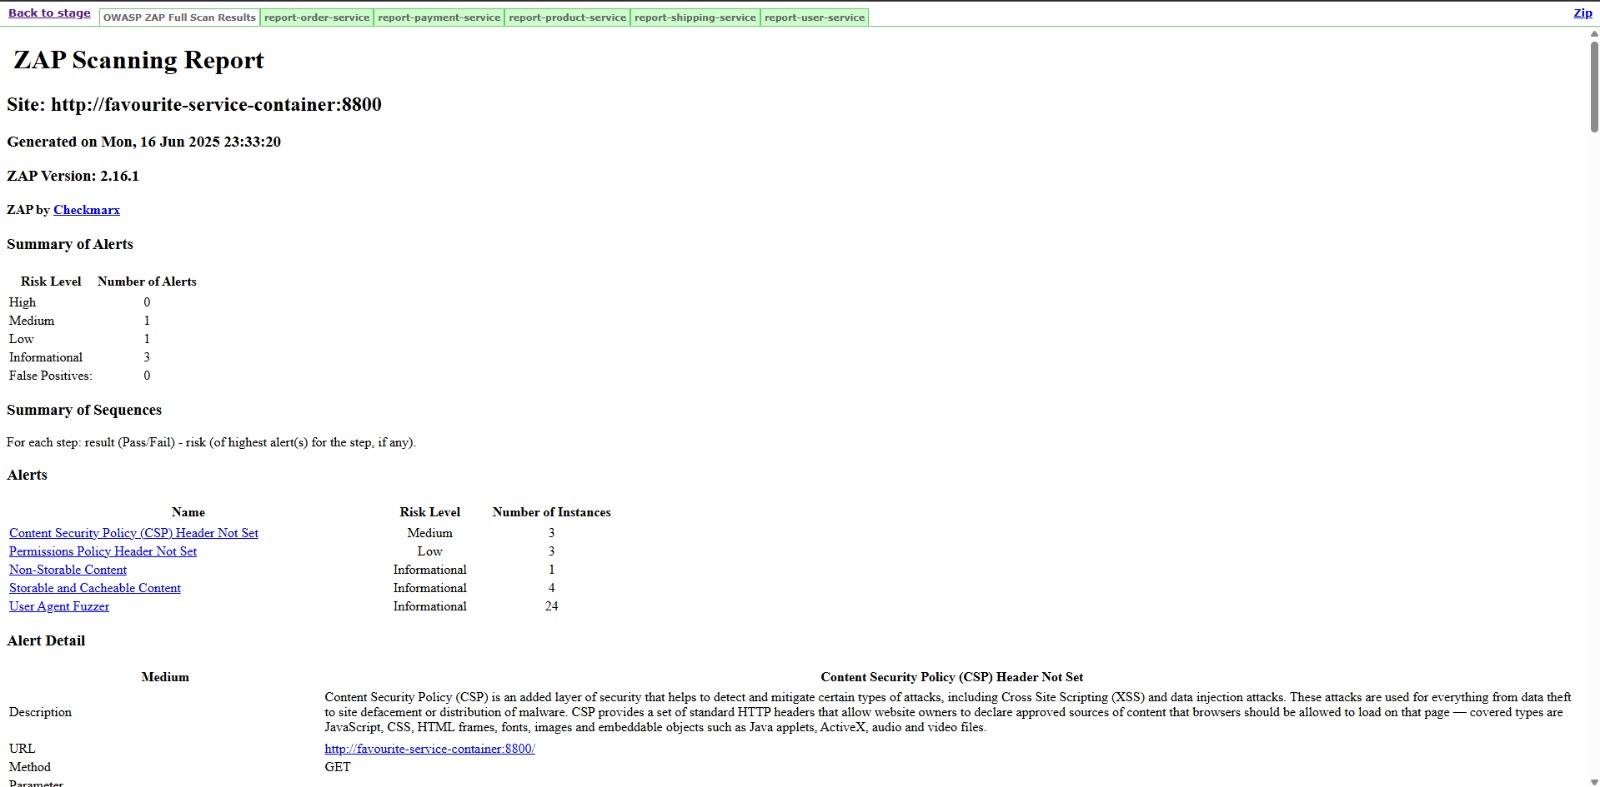 Back to stage OWASP ZAP Full Scan Results report-order-service report-payment-service report-product-service report-shipping-service report-user-service Zip
ZAP Scanning Report
Site: http://favourite-service-container:8800
Generated on Mon, 16 Jun 2025 23:33:20
ZAP Version: 2.16.1
ZAP by Checkmarx
Summary of Alerts
Risk Level Number of Alerts
High 0
Medium 1
Low 1
Informational 3
False Positives: 0
Summary of Sequences
For each step: result (Pass/Fail) - risk (of highest alert(s) for the step, if any).
Alerts
Name Risk Level Number of Instances
Content Security Policy (CSP) Header Not Set Medium 3
Permissions Policy Header Not Set Low 3
Non-Storable Content Informational 1
Storable and Cacheable Content Informational 4
User Agent Fuzzer Informational 24
Alert Detail
Medium Content Security Policy (CSP) Header Not Set
Content Security Policy (CSP) is an added layer of security that helps to detect and mitigate certain types of attacks, including Cross Site Scripting (XSS) and data injection attacks. These attacks are used for everything from data theft
Description to site defacement or distribution of malware. CSP provides a set of standard HTTP headers that allow website owners to declare approved sources of content that browsers should be allowed to load on that page — covered types are
JavaScript, CSS, HTML frames, fonts, images and embeddable objects such as Java applets, ActiveX, audio and video files.
URL http://favourite-service-container:8800/
Method GET
Parameter